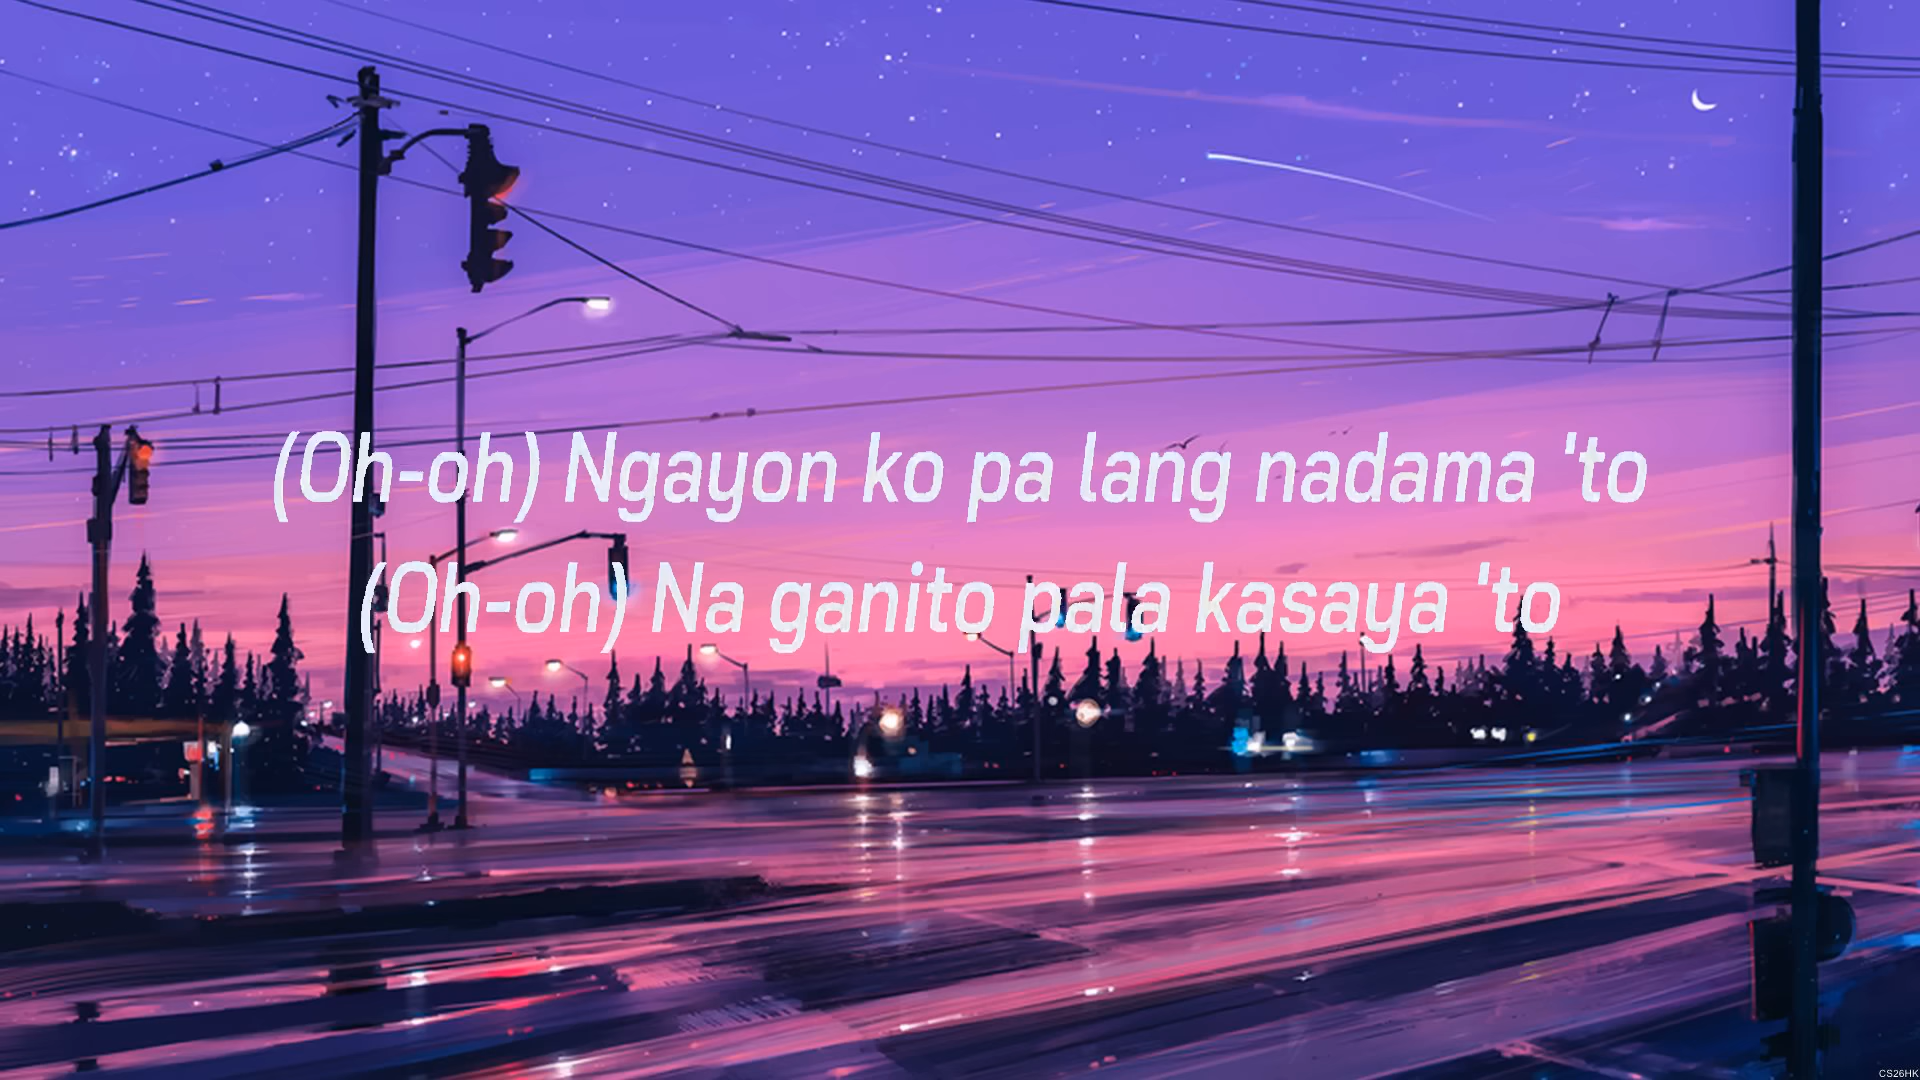 (Oh-oh) Ngayon ko pa lang nadama 'to
(Oh-oh) Na ganito pala kasaya 'to
CS26HK